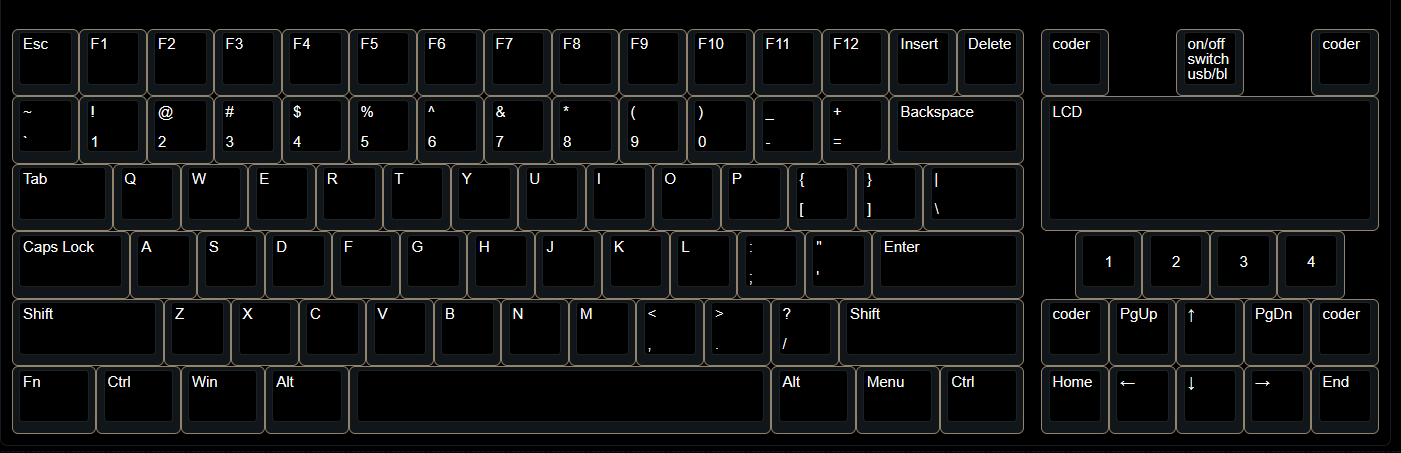 Esc F1 F2 F3 F4 F5 F6 F7 F8 F9 F10 F11 F12 Insert Delete coder on/off coder
switch
usb/bl
~ ! @ # $ % ^ & * ( ) _ + Backspace LCD
` 1 2 3 4 5 6 7 8 9 0 - =
Tab Q W E R T Y U I O P { } |
[ ] \
Caps Lock A S D F G H J K L : " Enter
1 2 3 4
; '
Shift Z X C V B N M < > ? Shift coder PgUp ↑ PgDn coder
, . /
Fn Ctrl Win Alt Alt Menu Ctrl Home ← ↓ → End